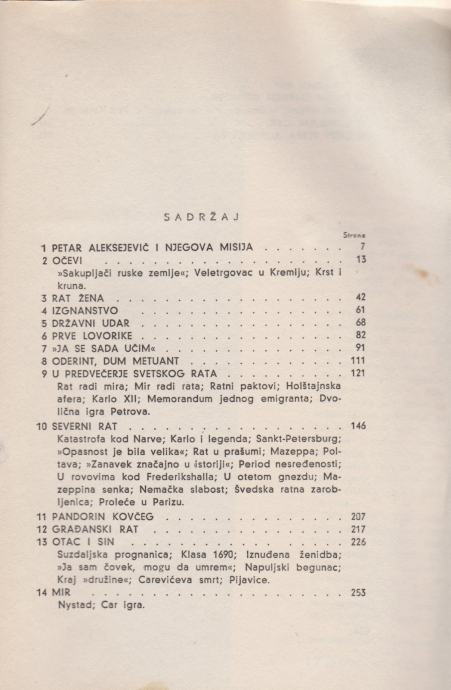 SADRŽAJ
Strana
1 PETAR ALEKSEJEVIĆ I NJEGOVA MISIJA . . . . . . . 7
2 OČEVI . . . . . . . . . . . . . . . . 13
»Sakupljači ruske zemlje«; Veletrgovac u Kremlju; Krst i
kruna.
3 RAT ŽENA . . . . . . . . . . . . . . . 42
4 IZGNANSTVO . . . . . . . . . . . . . . 61
5 DRŽAVNI UDAR . . . . . . . . . . . . . 68
6 PRVE LOVORIKE . . . . . . . . . . . . . 82
7 »JA SE SADA UČIM« . . . . . . . . . . . 91
8 ODERINT, DUM METUANT . . . . . . . . . . 111
9 U PREDVEČERJE SVETSKOG RATA . . . . . . . . 121
Rat radi mira; Mir radi rata; Ratni paktovi; Holštajnska
afera; Karlo XII; Memorandum jednog emigranta; Dvo-
lična igra Petrova.
10 SEVERNI RAT . . . . . . . . . . . . . . 146
Katastrofa kod Narve; Karlo i legenda; Sankt-Petersburg;
»Opasnost je bila velika«; Rat u prašumi; Mazeppa; Pol-
tava; »Zanavek značajno u istoriji«; Period nesređenosti;
U rovovima kod Frederikshalla; U otetom gnezdu; Ma-
zeppina senka; Nemačka slabost; Švedska ratna zarob-
ljenica; Proleće u Parizu.
11 PANDORIN KOVČEG . . . . . . . . . . . . 207
12 GRAĐANSKI RAT . . . . . . . . . . . . . 217
13 OTAC I SIN . . . . . . . . . . . . . . 226
Suzdaljska prognanica; Klasa 1690; Iznuđena ženidba;
»Ja sam čovek, mogu da umrem«; Napuljski begunac;
Kraj »družine«; Carevićeva smrt; Pijavice.
14 MIR . . . . . . . . . . . . . . . . 253
Nystad; Car igra.